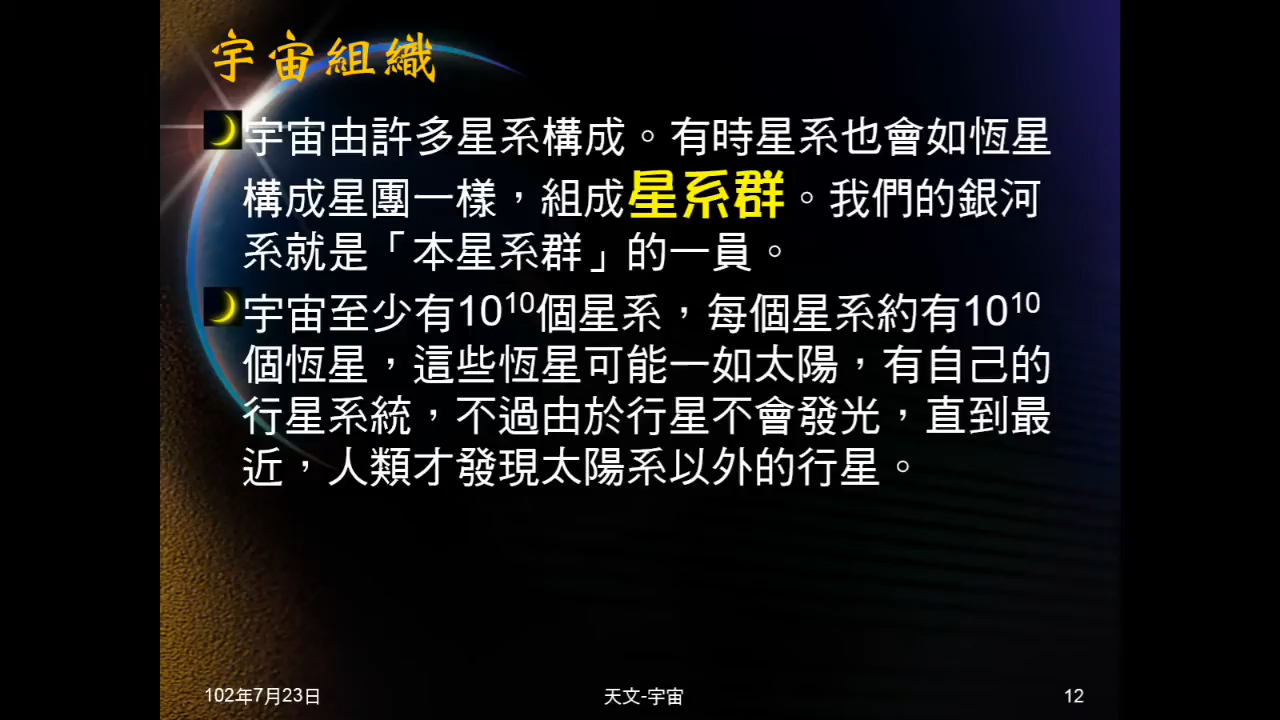 宇宙組織
宇宙由許多星系構成。有時星系也會如恆星
構成星團一樣，組成星系群。我們的銀河
系就是「本星系群」的一員。
宇宙至少有10¹⁰個星系，每個星系約有10¹⁰
個恆星，這些恆星可能一如太陽，有自己的
行星系統，不過由於行星不會發光，直到最
近，人類才發現太陽系以外的行星。
102年7月23日
天文-宇宙
12